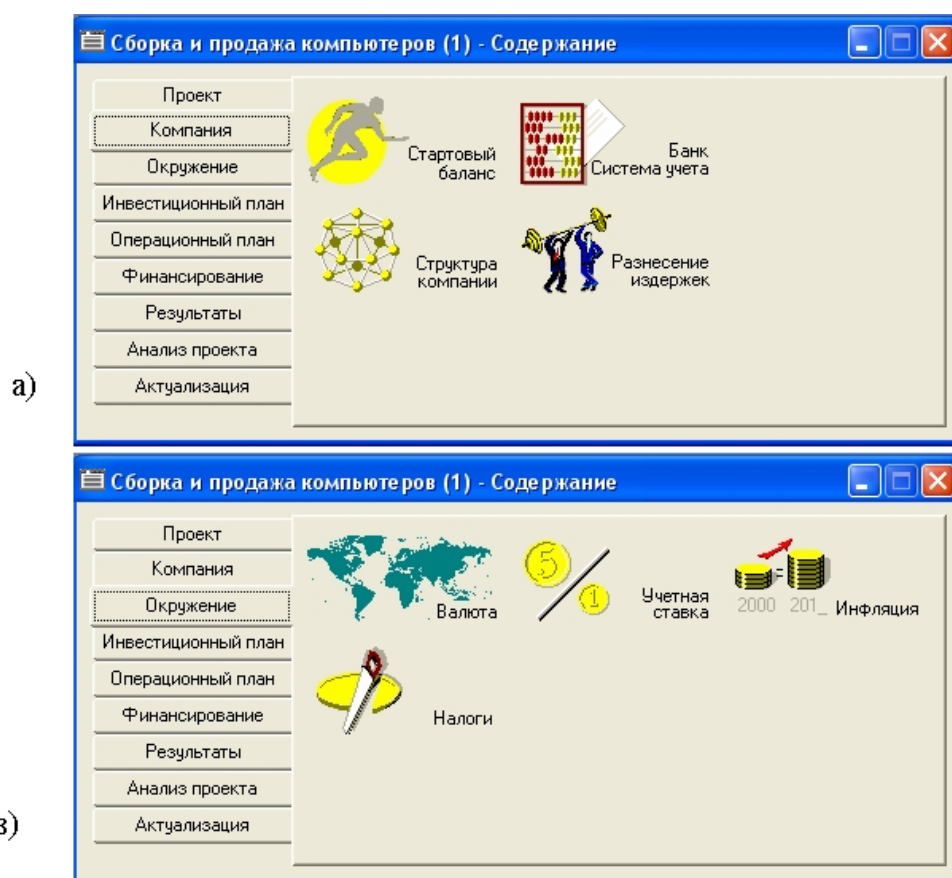 Сборка и продажа компьютеров (1) - Содержание
Проект
Компания
Окружение
Инвестиционный план
Операционный план
Финансирование
Результаты
Анализ проекта
Актуализация
Стартовый
баланс
Банк
Система учета
Структура
компании
Разнесение
издержек
а)
Сборка и продажа компьютеров (1) - Содержание
Проект
Компания
Окружение
Инвестиционный план
Операционный план
Финансирование
Результаты
Анализ проекта
Актуализация
Валюта
5
1
Учетная
ставка
2000 = 201_
Инфляция
Налоги
в)